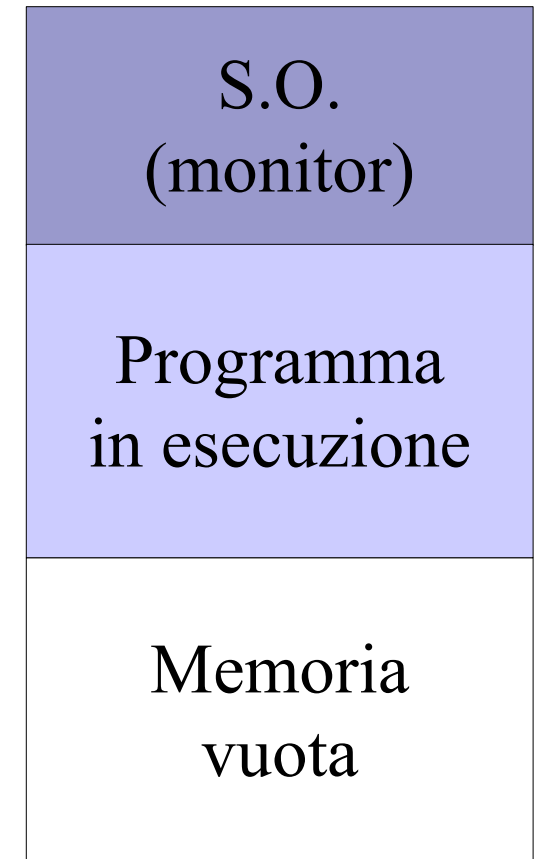 S.O.
(monitor)
Programma
in esecuzione
Memoria
vuota